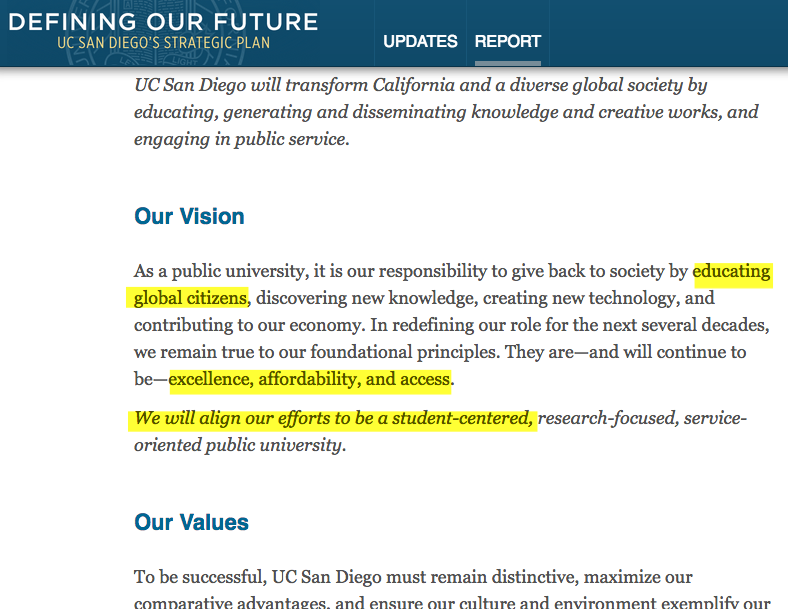 DEFINING OUR FUTURE
UC SAN DIEGO'S STRATEGIC PLAN
UPDATES
REPORT
UC San Diego will transform California and a diverse global society by
educating, generating and disseminating knowledge and creative works, and
engaging in public service.
Our Vision
As a public university, it is our responsibility to give back to society by educating
global citizens, discovering new knowledge, creating new technology, and
contributing to our economy. In redefining our role for the next several decades,
we remain true to our foundational principles. They are—and will continue to
be—excellence, affordability, and access.
We will align our efforts to be a student-centered, research-focused, service-
oriented public university.
Our Values
To be successful, UC San Diego must remain distinctive, maximize our
comparative advantages, and ensure our culture and environment exemplify our